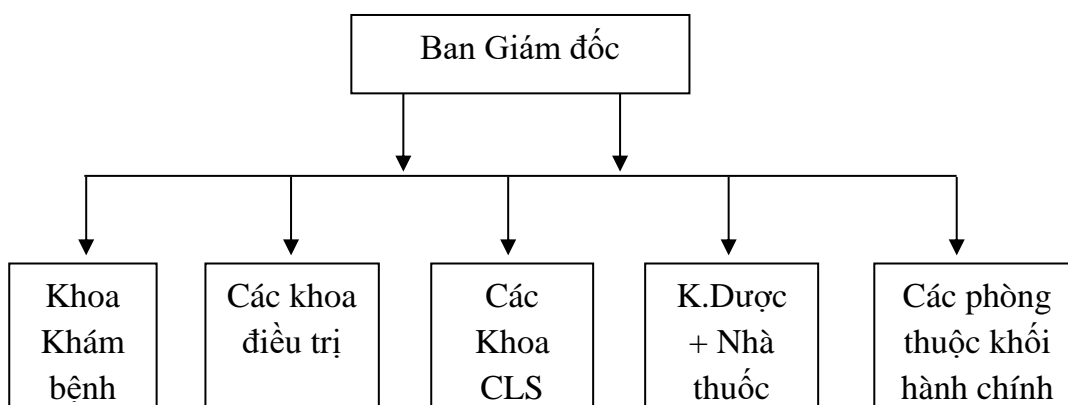 Ban Giám đốc
Khoa
Khám
bệnh
Các khoa
điều trị
Các
Khoa
CLS
K.Dược
+ Nhà
thuốc
Các phòng
thuộc khối
hành chính